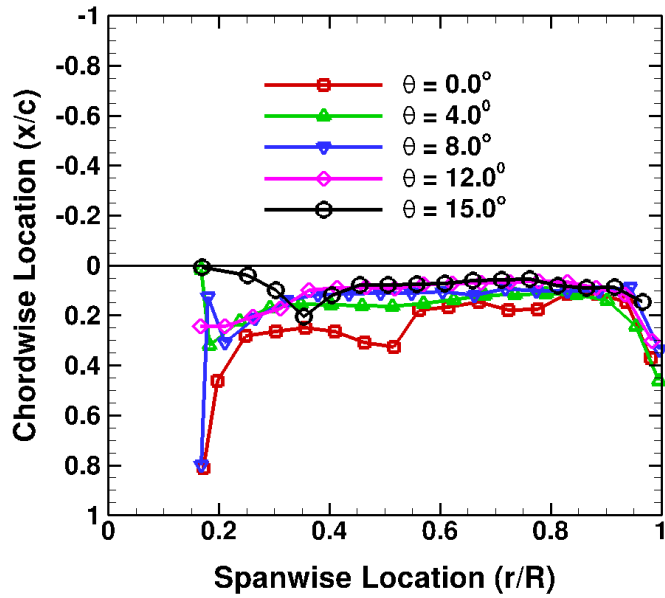 -1
-0.8
-0.6
-0.4
-0.2
0
0.2
0.4
0.6
0.8
1
Chordwise Location (x/c)
θ = 0.0°
θ = 4.0⁰
θ = 8.0°
θ = 12.0⁰
θ = 15.0°
0 0.2 0.4 0.6 0.8 1
Spanwise Location (r/R)